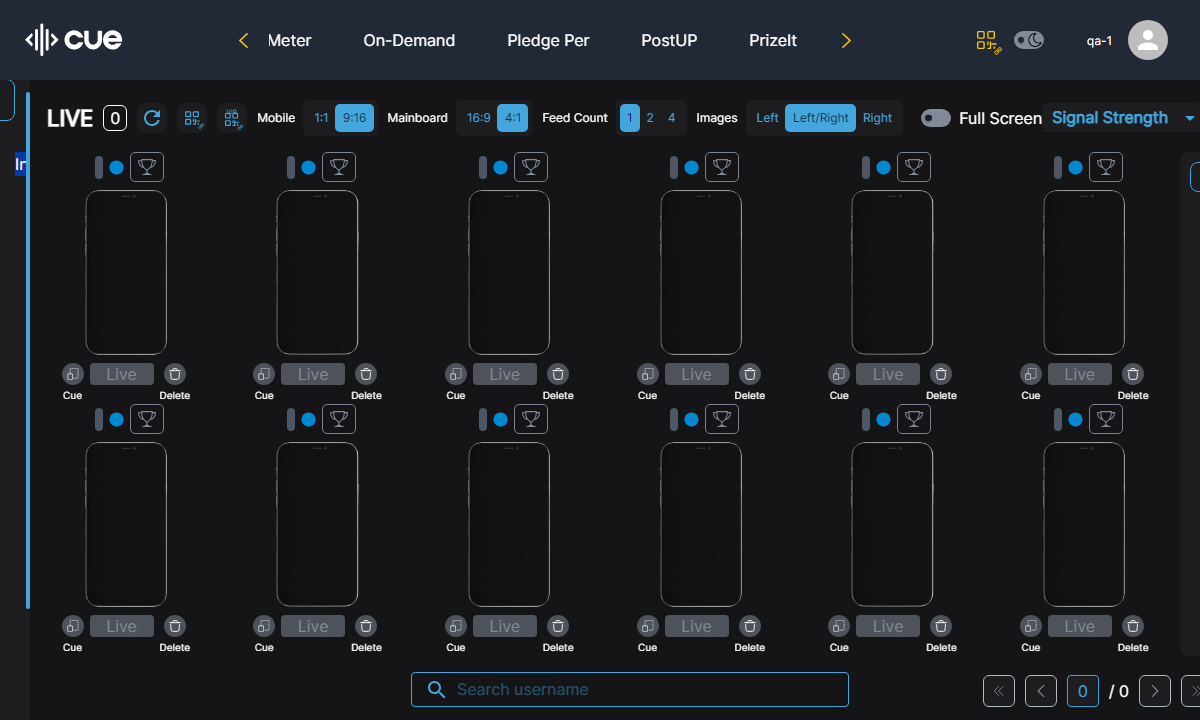 cue Meter On-Demand Pledge Per PostUP PrizeIt qa-1
LIVE 0 VIP Mobile 1:1 9:16 Mainboard 16:9 4:1 Feed Count 1 2 4 Images Left Left/Right Right Full Screen Signal Strength
In
Live Live Live Live Live Live
Cue Delete Cue Delete Cue Delete Cue Delete Cue Delete Cue Delete
Live Live Live Live Live Live
Cue Delete Cue Delete Cue Delete Cue Delete Cue Delete Cue Delete
Search username 0 / 0